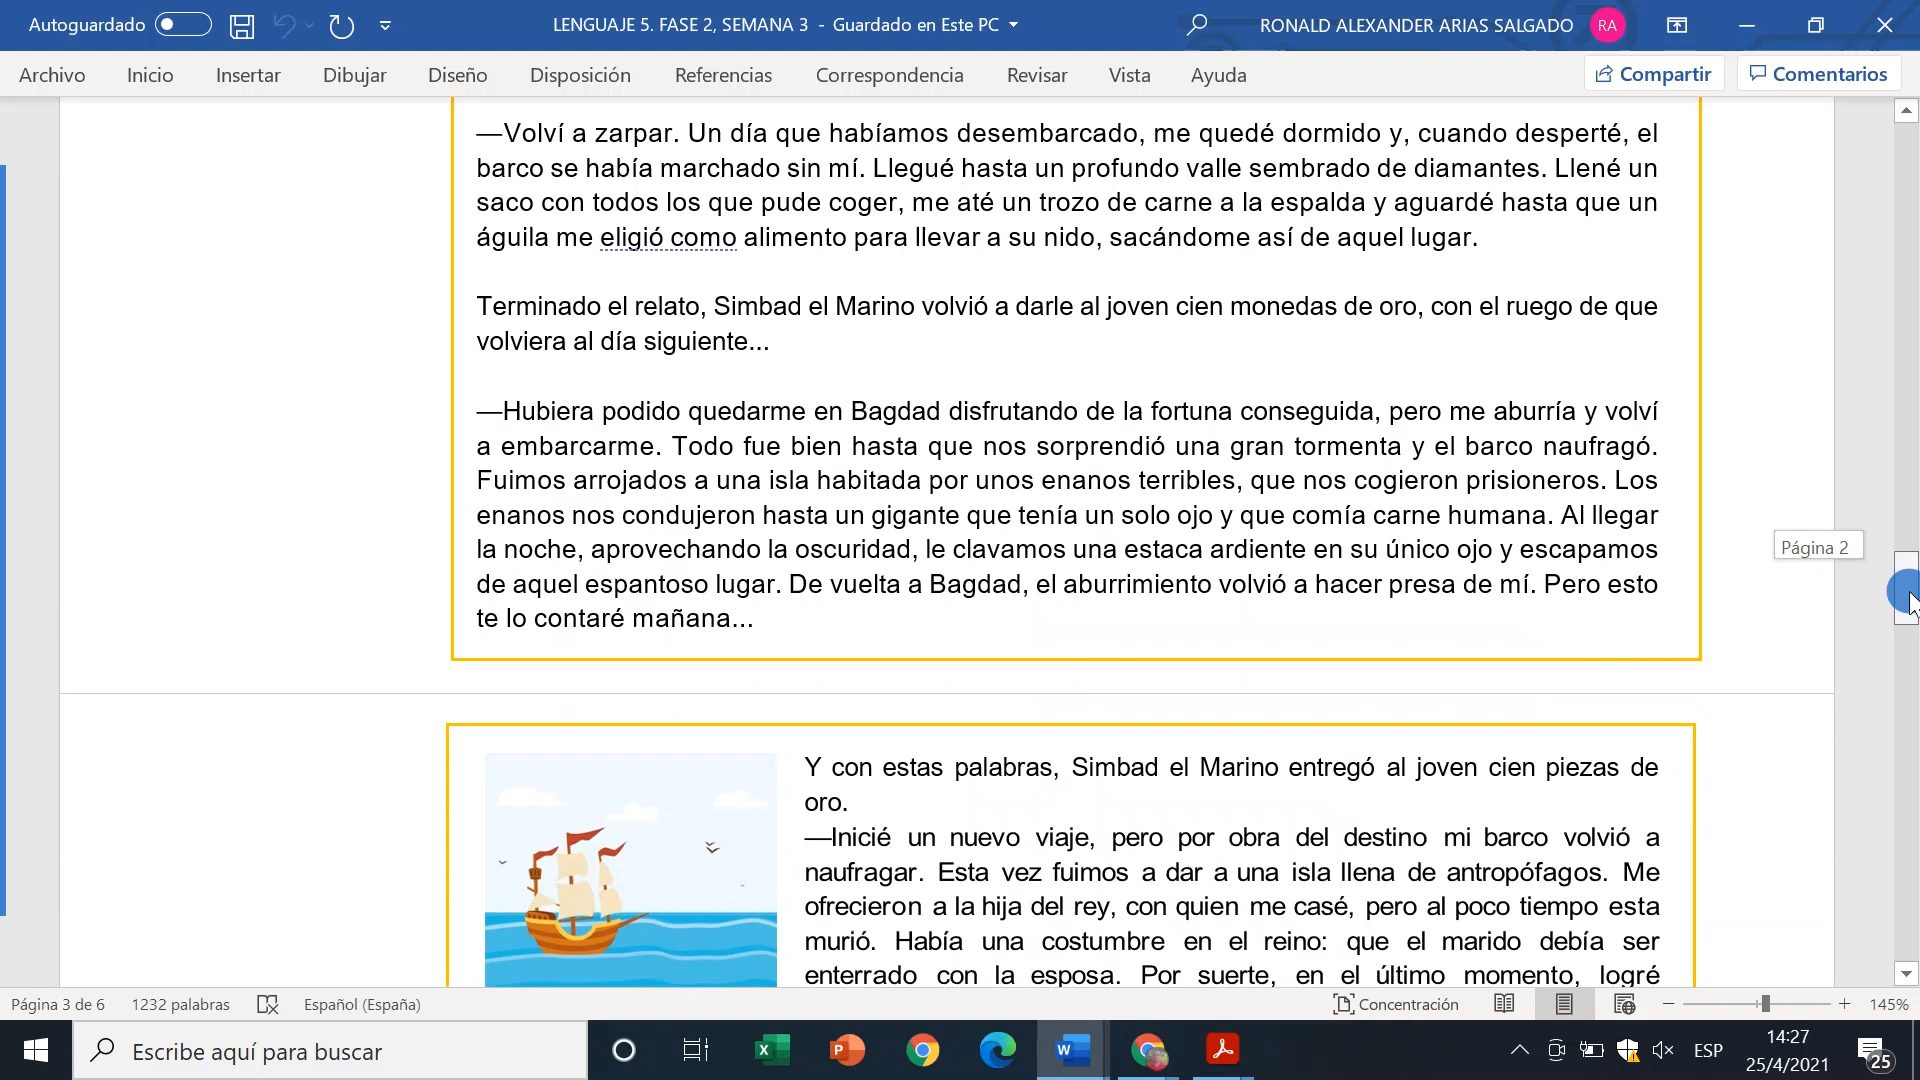 Autoguardado
LENGUAJE 5. FASE 2, SEMANA 3 - Guardado en Este PC
RONALD ALEXANDER ARIAS SALGADO
RA
Archivo Inicio Insertar Dibujar Diseño Disposición Referencias Correspondencia Revisar Vista Ayuda
Compartir
Comentarios
—Volví a zarpar. Un día que habíamos desembarcado, me quedé dormido y, cuando desperté, el
barco se había marchado sin mí. Llegué hasta un profundo valle sembrado de diamantes. Llené un
saco con todos los que pude coger, me até un trozo de carne a la espalda y aguardé hasta que un
águila me eligió como alimento para llevar a su nido, sacándome así de aquel lugar.
Terminado el relato, Simbad el Marino volvió a darle al joven cien monedas de oro, con el ruego de que
volviera al día siguiente...
—Hubiera podido quedarme en Bagdad disfrutando de la fortuna conseguida, pero me aburría y volví
a embarcarme. Todo fue bien hasta que nos sorprendió una gran tormenta y el barco naufragó.
Fuimos arrojados a una isla habitada por unos enanos terribles, que nos cogieron prisioneros. Los
enanos nos condujeron hasta un gigante que tenía un solo ojo y que comía carne humana. Al llegar
la noche, aprovechando la oscuridad, le clavamos una estaca ardiente en su único ojo y escapamos
de aquel espantoso lugar. De vuelta a Bagdad, el aburrimiento volvió a hacer presa de mí. Pero esto
te lo contaré mañana...
Página 2
Y con estas palabras, Simbad el Marino entregó al joven cien piezas de
oro.
—Inicié un nuevo viaje, pero por obra del destino mi barco volvió a
naufragar. Esta vez fuimos a dar a una isla llena de antropófagos. Me
ofrecieron a la hija del rey, con quien me casé, pero al poco tiempo esta
murió. Había una costumbre en el reino: que el marido debía ser
enterrado con la esposa. Por suerte, en el último momento, logré
Página 3 de 6
1232 palabras
Español (España)
Concentración
145%
Escribe aquí para buscar
ESP
14:27
25/4/2021
25